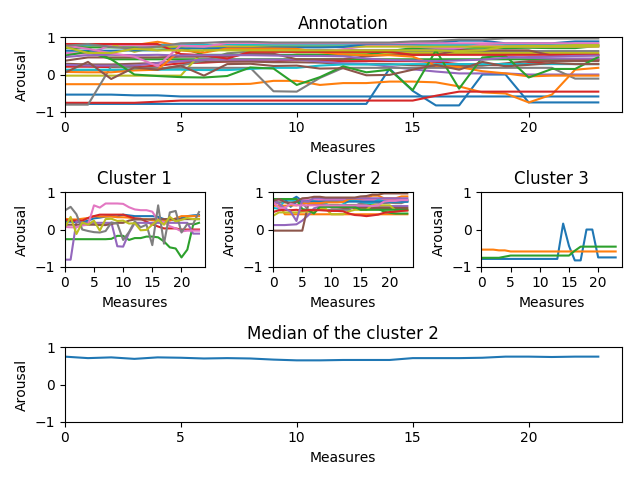 Annotation
Arousal
1
0
−1
0 5 10 15 20
Measures
Cluster 1 Cluster 2 Cluster 3
Arousal Arousal Arousal
1 1 1
0 0 0
−1 −1 −1
0 5 10 15 20 0 5 10 15 20 0 5 10 15 20
Measures Measures Measures
Median of the cluster 2
Arousal
1
0
−1
0 5 10 15 20
Measures